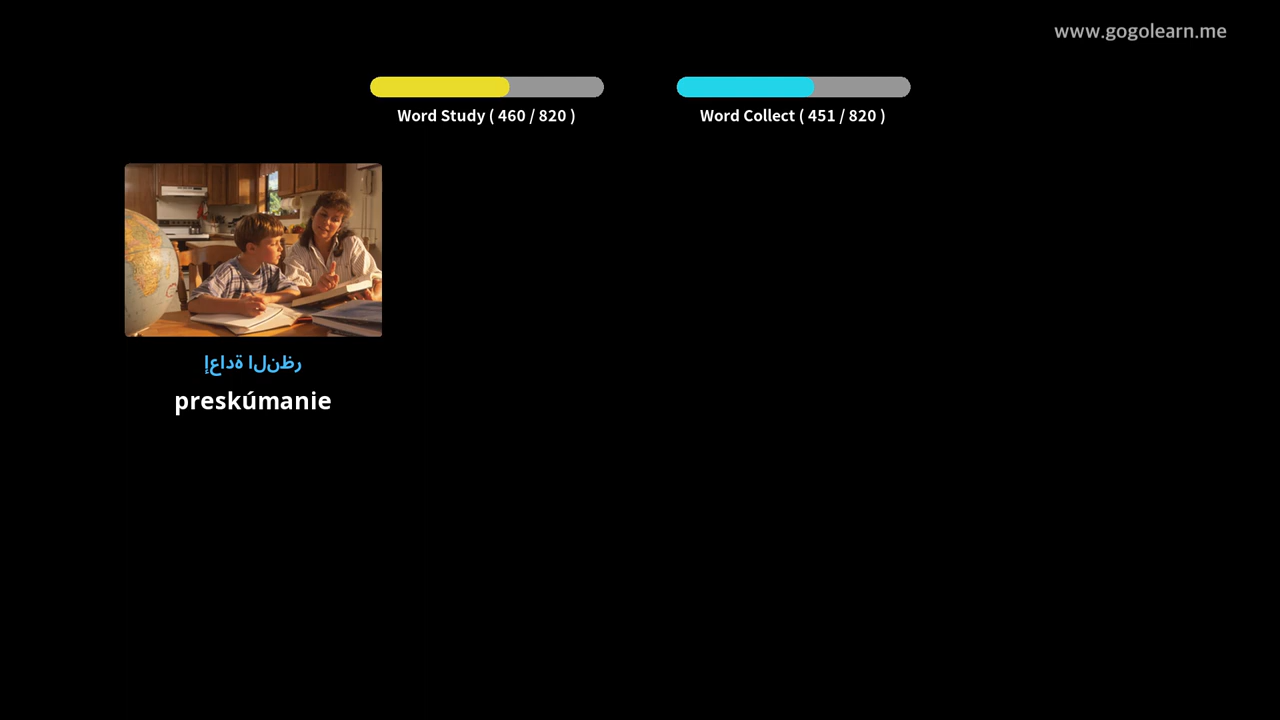 www.gogolearn.me
Word Study ( 460 / 820 )
Word Collect ( 451 / 820 )
إعادة النظر
preskúmanie